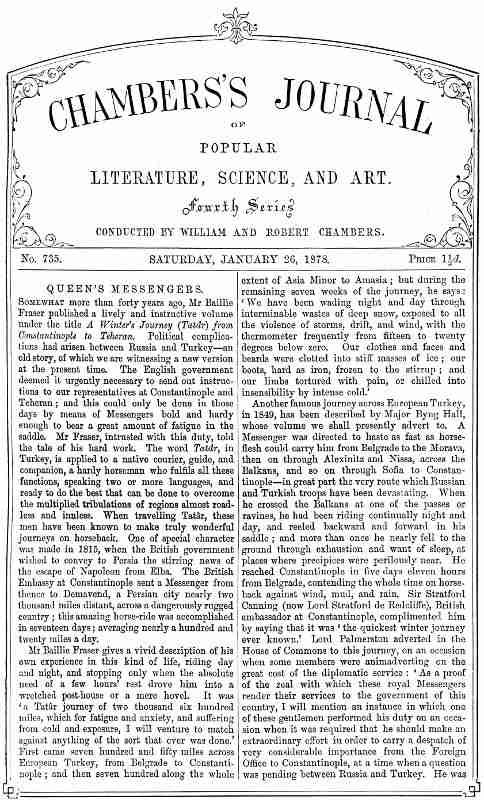 CHAMBERS'S JOURNAL
OF
POPULAR
LITERATURE, SCIENCE, AND ART.
Fourth Series
CONDUCTED BY WILLIAM AND ROBERT CHAMBERS.
No. 735.
SATURDAY, JANUARY 26, 1878.
PRICE 1½d.
QUEEN'S MESSENGERS.
SOMEWHAT more than forty years ago, Mr Baillie
Fraser published a lively and instructive volume
under the title A Winter's Journey (Tatar) from
Constantinople to Teheran. Political complica-
tions had arisen between Russia and Turkey—an
old story, of which we are witnessing a new version
at the present time. The English government
deemed it urgently necessary to send out instruc-
tions to our representatives at Constantinople and
Teheran; and this could only be done in those
days by means of Messengers bold and hardy
enough to bear a great amount of fatigue in the
saddle. Mr Fraser, intrusted with this duty, told
the tale of his hard work. The word Tatar, in
Turkey, is applied to a native courier, guide, and
companion, a hardy horseman who fulfils all these
functions, speaking two or more languages, and
ready to do the best that can be done to overcome
the multiplied tribulations of regions almost road-
less and innless. When travelling Tatar, these
men have been known to make truly wonderful
journeys on horseback. One of special character
was made in 1815, when the British government
wished to convey to Persia the stirring news of
the escape of Napoleon from Elba. The British
Embassy at Constantinople sent a Messenger from
thence to Demavend, a Persian city nearly two
thousand miles distant, across a dangerously rugged
country; this amazing horse-ride was accomplished
in seventeen days; averaging nearly a hundred and
twenty miles a day.
Mr Baillie Fraser gives a vivid description of his
own experience in this kind of life, riding day
and night, and stopping only when the absolute
need of a few hours' rest drove him into a
wretched post-house or a mere hovel. It was
'a Tatar journey of two thousand six hundred
miles, which for fatigue and anxiety, and suffering
from cold and exposure, I will venture to match
against anything of the sort that ever was done.'
First came seven hundred and fifty miles across
European Turkey, from Belgrade to Constanti-
nople; and then seven hundred along the whole
extent of Asia Minor to Amasia; but during the
remaining seven weeks of the journey, he says:
'We have been wading night and day through
interminable wastes of deep snow, exposed to all
the violence of storms, drift, and wind, with the
thermometer frequently from fifteen to twenty
degrees below zero. Our clothes and faces and
beards were clotted into stiff masses of ice; our
boots, hard as iron, frozen to the stirrup; and
our limbs tortured with pain, or chilled into
insensibility by intense cold.'
Another famous journey across European Turkey,
in 1849, has been described by Major Byng Hall,
whose volume we shall presently advert to. A
Messenger was directed to haste as fast as horse-
flesh could carry him from Belgrade to the Morava,
then on through Alexinitz and Nissa, across the
Balkans, and so on through Sofia to Constan-
tinople—in great part the very route which Russian
and Turkish troops have been devastating. When
he crossed the Balkans at one of the passes or
ravines, he had been riding continually night and
day, and reeled backward and forward in his
saddle; and more than once he nearly fell to the
ground through exhaustion and want of sleep, at
places where precipices were perilously near. He
reached Constantinople in five days eleven hours
from Belgrade, contending the whole time on horse-
back against wind, mud, and rain. Sir Stratford
Canning (now Lord Stratford de Redcliffe), British
ambassador at Constantinople, complimented him
by saying that it was 'the quickest winter journey
ever known.' Lord Palmerston adverted in the
House of Commons to this journey, on an occasion
when some members were animadverting on the
great cost of the diplomatic service: 'As a proof
of the zeal with which these royal Messengers
render their services to the government of this
country, I will mention an instance in which one
of these gentlemen performed his duty on an occa-
sion when it was required that he should make an
extraordinary effort in order to carry a despatch of
very considerable importance from the Foreign
Office to Constantinople, at a time when a question
was pending between Russia and Turkey. He was